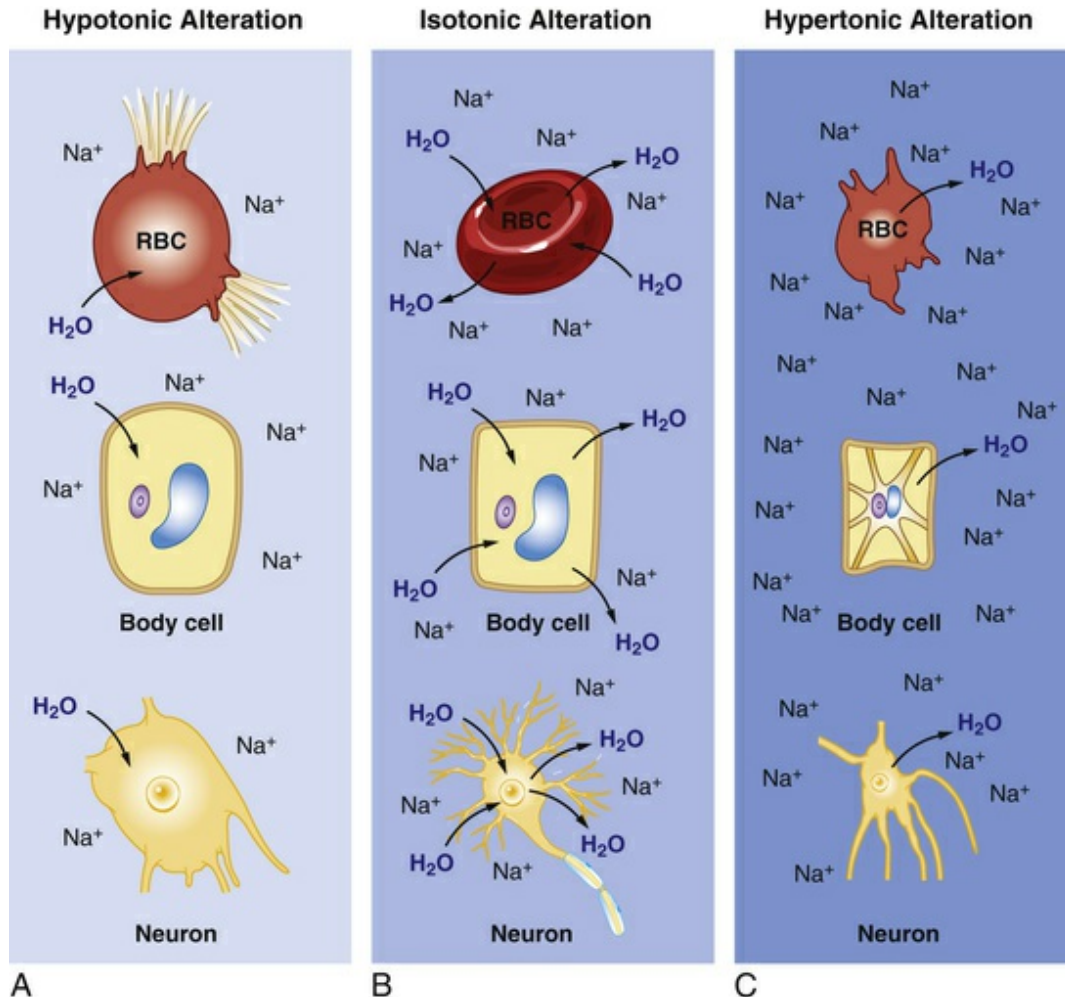 Hypotonic Alteration
Na⁺
Na⁺
RBC
H₂O
H₂O
Na⁺
Na⁺
Na⁺
Na⁺
Body cell
H₂O
Na⁺
Na⁺
Neuron
A
Isotonic Alteration
Na⁺
H₂O
Na⁺
H₂O
Na⁺
RBC
Na⁺
H₂O
H₂O
Na⁺
Na⁺
H₂O
Na⁺
H₂O
Na⁺
H₂O
Na⁺
Na⁺
Body cell
H₂O
Na⁺
H₂O
H₂O
Na⁺
Na⁺
H₂O
H₂O
Na⁺
Neuron
B
Hypertonic Alteration
Na⁺
Na⁺
Na⁺
H₂O
Na⁺
Na⁺
RBC
Na⁺
Na⁺
Na⁺
Na⁺
Na⁺
Na⁺
Na⁺
Na⁺
Na⁺
H₂O
Na⁺
Na⁺
Na⁺
Na⁺
Na⁺
Na⁺
Body cell
Na⁺
Na⁺
Na⁺
H₂O
Na⁺
Na⁺
Na⁺
Na⁺
Neuron
C